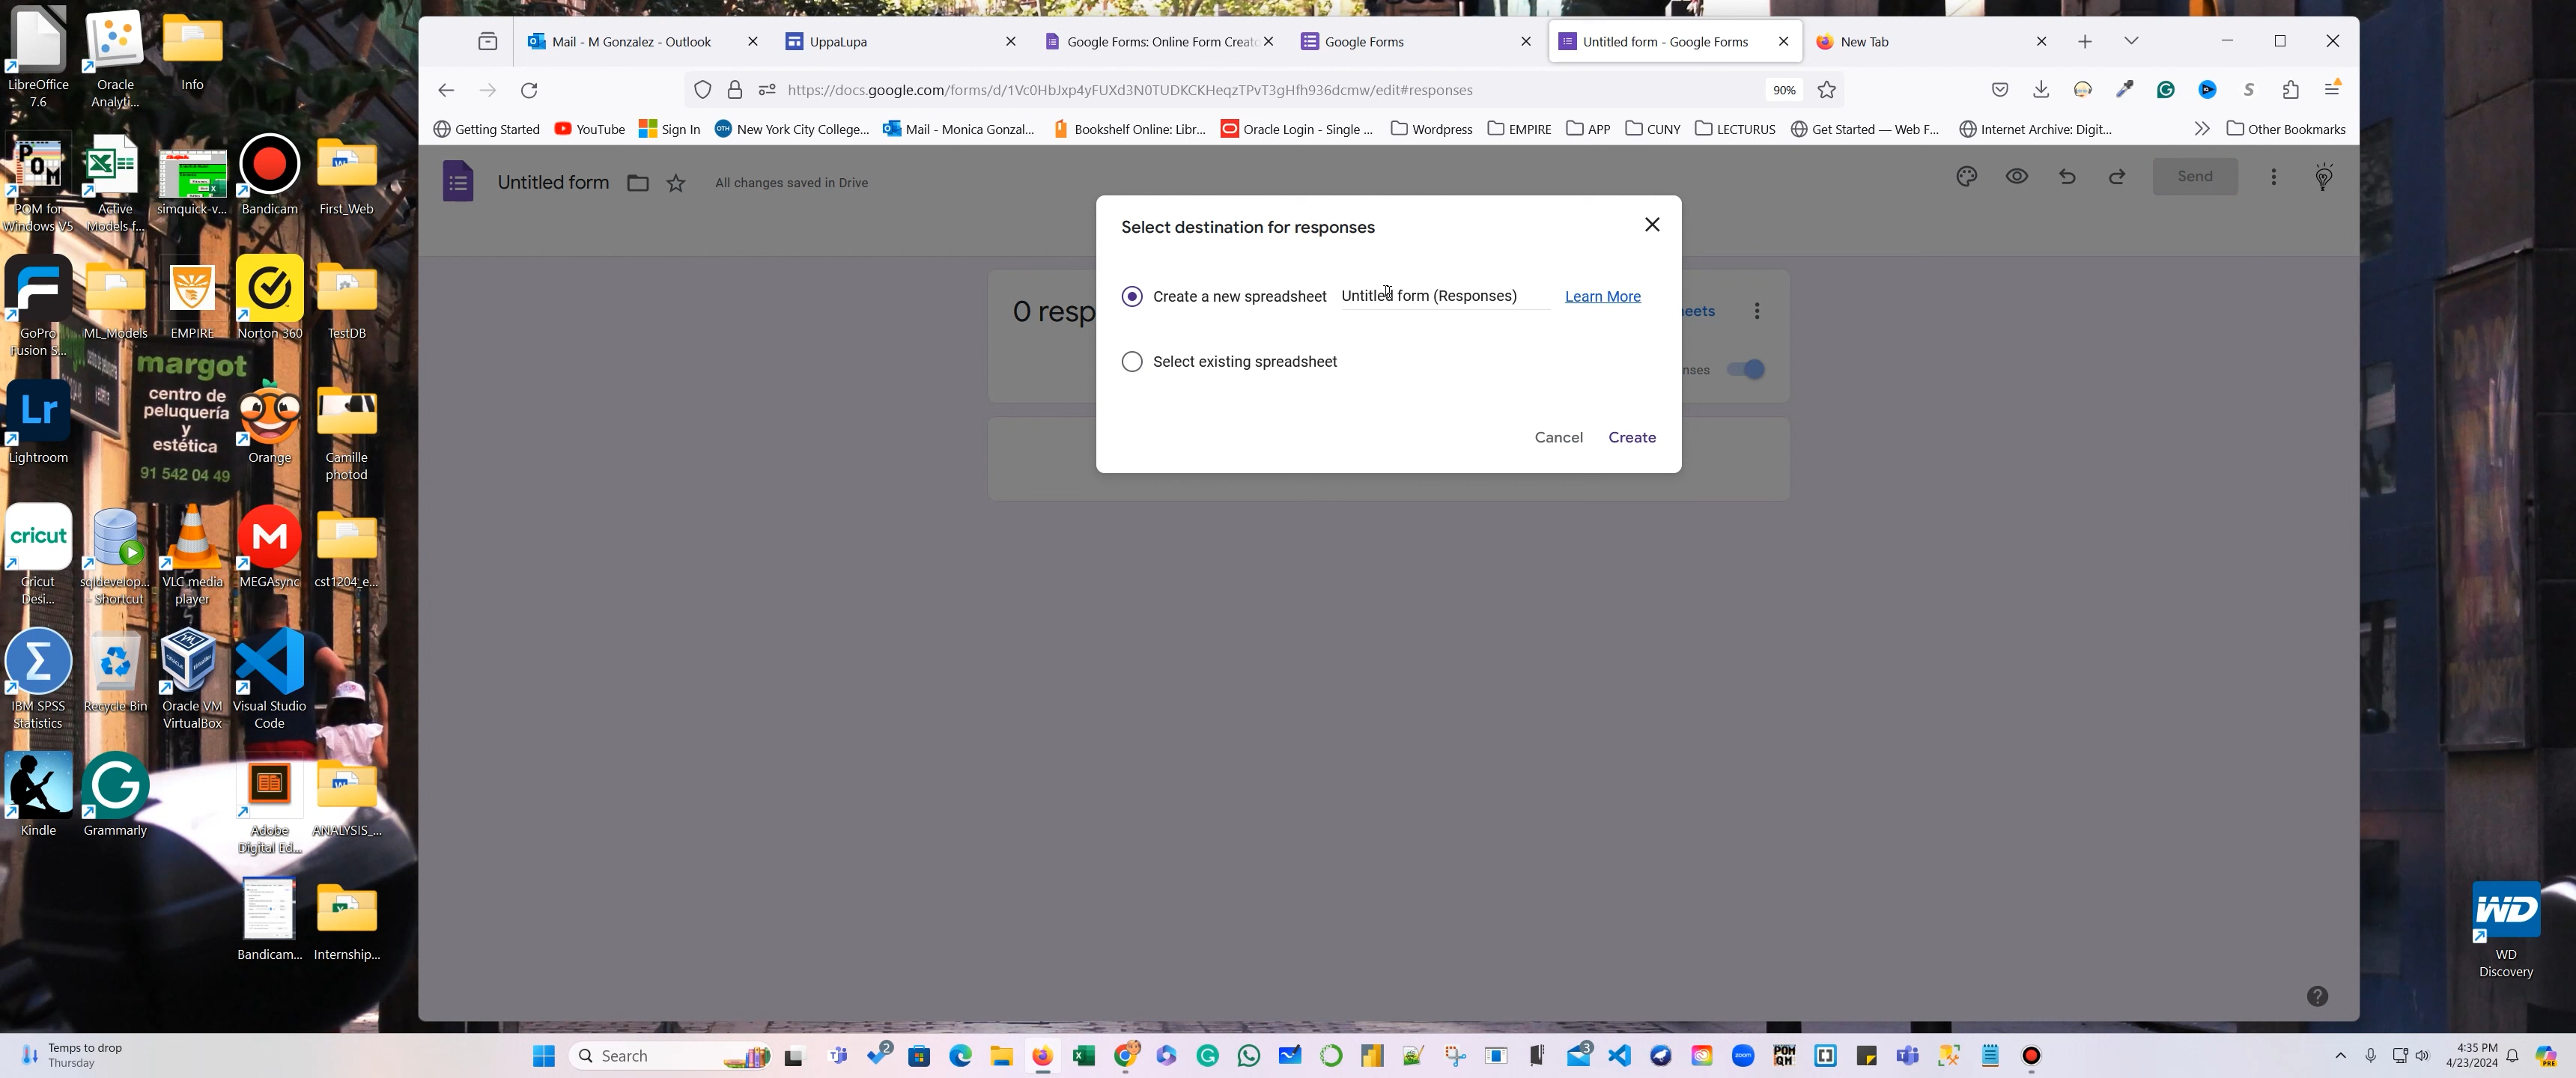 Mail - M Gonzalez - Outlook
UppaLupa
Google Forms: Online Form Creato
Google Forms
Untitled form - Google Forms
New Tab
https://docs.google.com/forms/d/1Vc0HbJxp4yFUXd3N0TUDKCKHeqzTPvT3gHfh936dcmw/edit#responses
90%
Getting Started
YouTube
Sign In
New York City College...
Mail - Monica Gonzal...
Bookshelf Online: Libr...
Oracle Login - Single ...
Wordpress
EMPIRE
APP
CUNY
LECTURUS
Get Started — Web F...
Internet Archive: Digit...
Other Bookmarks
Untitled form
All changes saved in Drive
Send
Select destination for responses
Create a new spreadsheet
Untitled form (Responses)
Learn More
Select existing spreadsheet
Cancel
Create
0 resp
eets
nses
LibreOffice
7.6
Oracle
Analyti...
Info
POM for
Windows V5
Active
Models f...
simquick-v...
Bandicam
First_Web
GoPro
Fusion S...
ML_Models
EMPIRE
Norton 360
TestDB
margot
centro de
peluquería
y
estética
91 542 04 49
Lr
Lightroom
Orange
Camille
photod
cricut
Cricut
Desi...
sqldevelop...
- Shortcut
VLC media
player
MEGAsync
cst1204_e...
IBM SPSS
Statistics
Recycle Bin
Oracle VM
VirtualBox
Visual Studio
Code
Kindle
Grammarly
Adobe
Digital Ed...
ANALYSIS_...
Bandicam...
Internship...
WD
WD
Discovery
Temps to drop
Thursday
Search
2
3
zoom
4:35 PM
4/23/2024